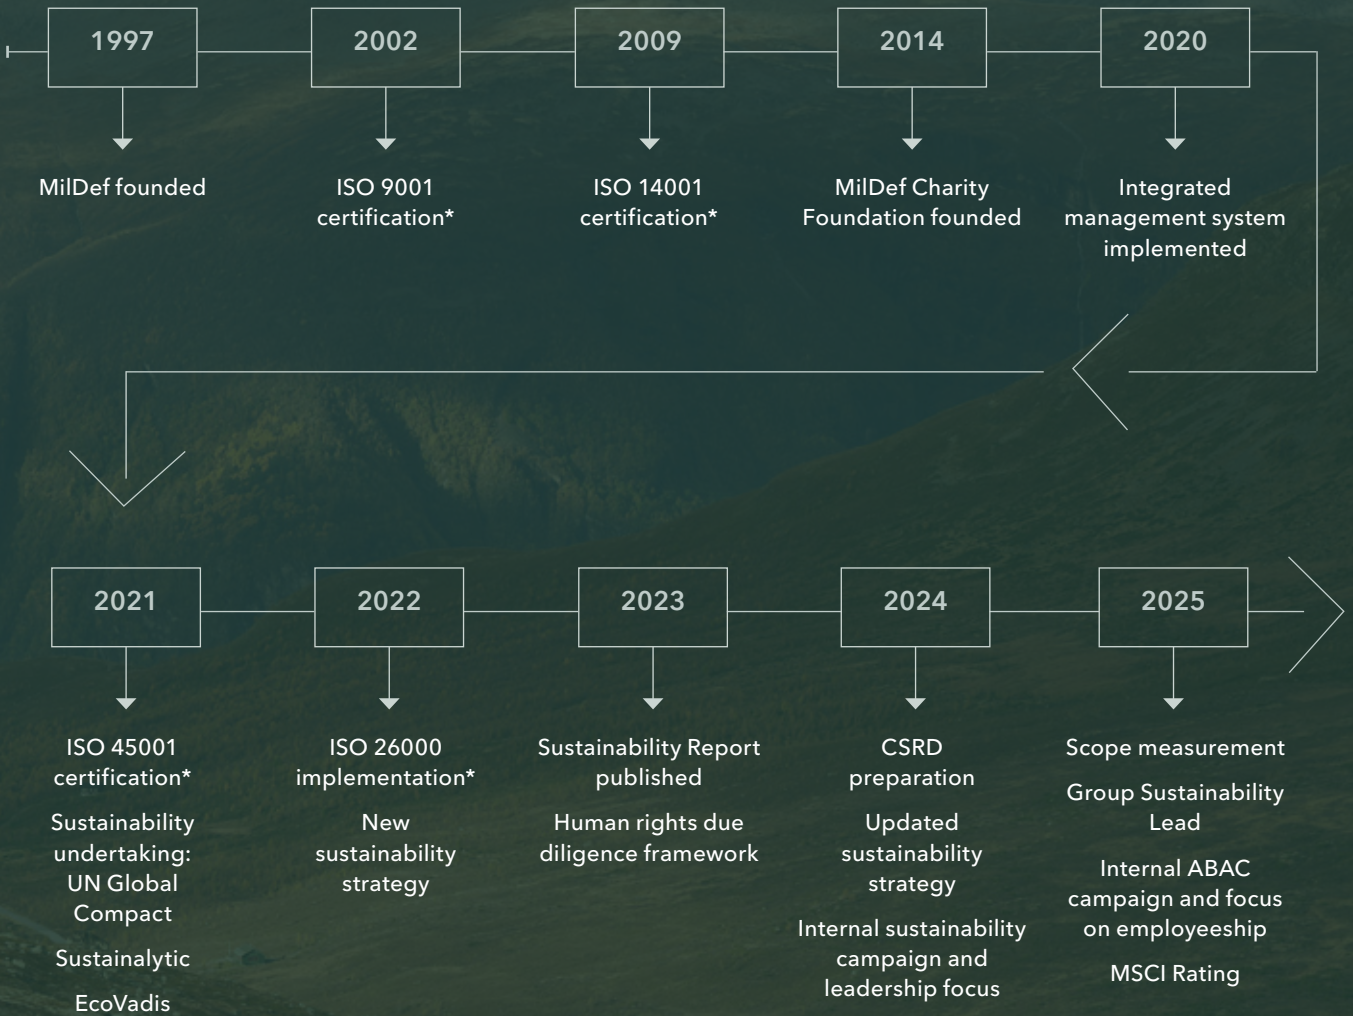 1997
2002
2009
2014
2020
MilDef founded
ISO 9001
certification*
ISO 14001
certification*
MilDef Charity
Foundation founded
Integrated
management system
implemented
2021
2022
2023
2024
2025
ISO 45001
certification*
Sustainability
undertaking:
UN Global
Compact
Sustainalytic
EcoVadis
ISO 26000
implementation*
New
sustainability
strategy
Sustainability Report
published
Human rights due
diligence framework
CSRD
preparation
Updated
sustainability
strategy
Internal sustainability
campaign and
leadership focus
Scope measurement
Group Sustainability
Lead
Internal ABAC
campaign and focus
on employeeship
MSCI Rating